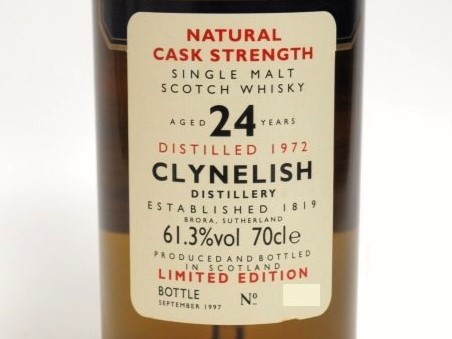 NATURAL
CASK STRENGTH
SINGLE MALT
SCOTCH WHISKY
AGED 24 YEARS
DISTILLED 1972
CLYNELISH
DISTILLERY
ESTABLISHED 1819
BRORA, SUTHERLAND
61.3%vol 70cl e
PRODUCED AND BOTTLED
IN SCOTLAND
LIMITED EDITION
BOTTLE Nº
SEPTEMBER 1997